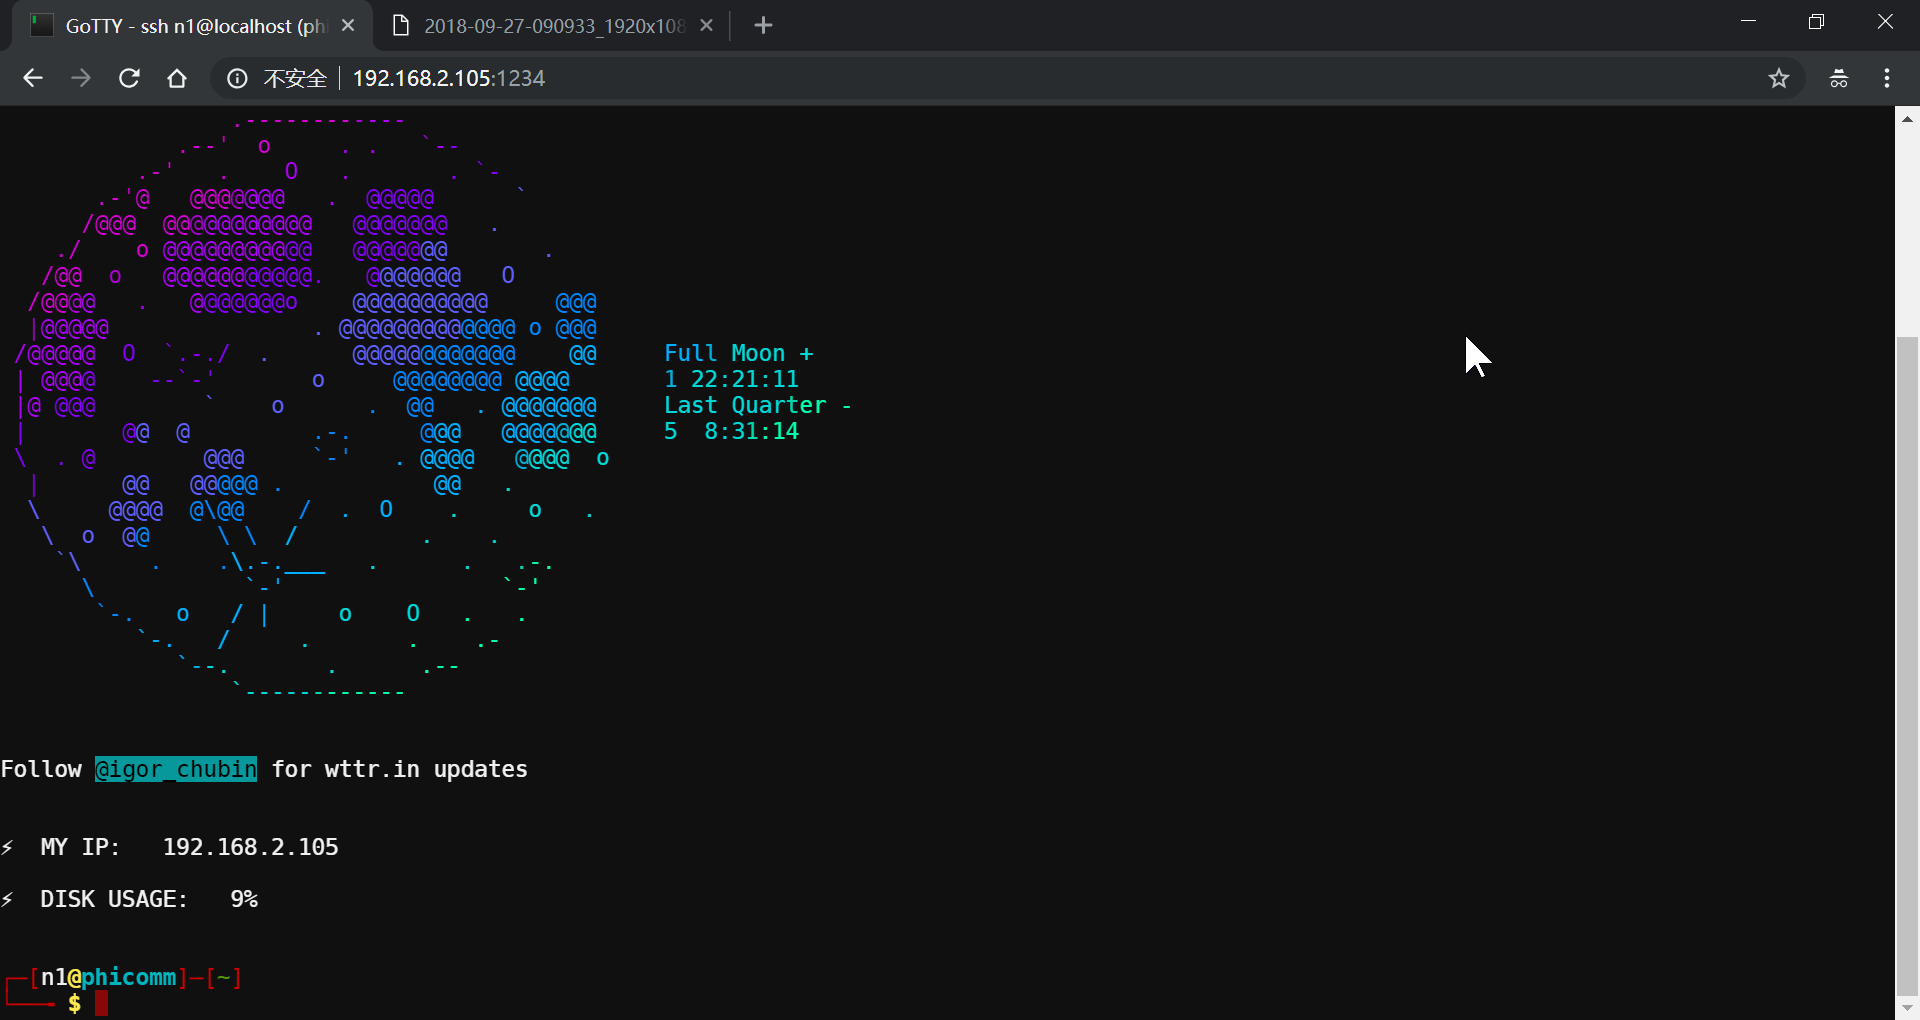 GoTTY - ssh n1@localhost (ph
2018-09-27-090933_1920x108
不安全 192.168.2.105:1234
Full Moon +
1 22:21:11
Last Quarter -
5  8:31:14
Follow @igor_chubin for wttr.in updates
⚡ MY IP:   192.168.2.105
⚡ DISK USAGE:   9%
┌─[n1@phicomm]─[~]
└──╼ $